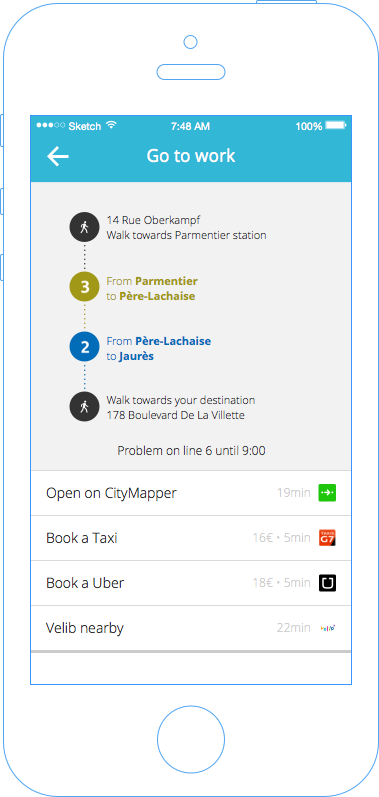 Sketch 7:48 AM 100%
Go to work
14 Rue Oberkampf
Walk towards Parmentier station
3 From Parmentier
to Père-Lachaise
2 From Père-Lachaise
to Jaurès
Walk towards your destination
178 Boulevard De La Villette
Problem on line 6 until 9:00
Open on CityMapper 19min
Book a Taxi 16€ • 5min G7
Book a Uber 18€ • 5min
Velib nearby 22min